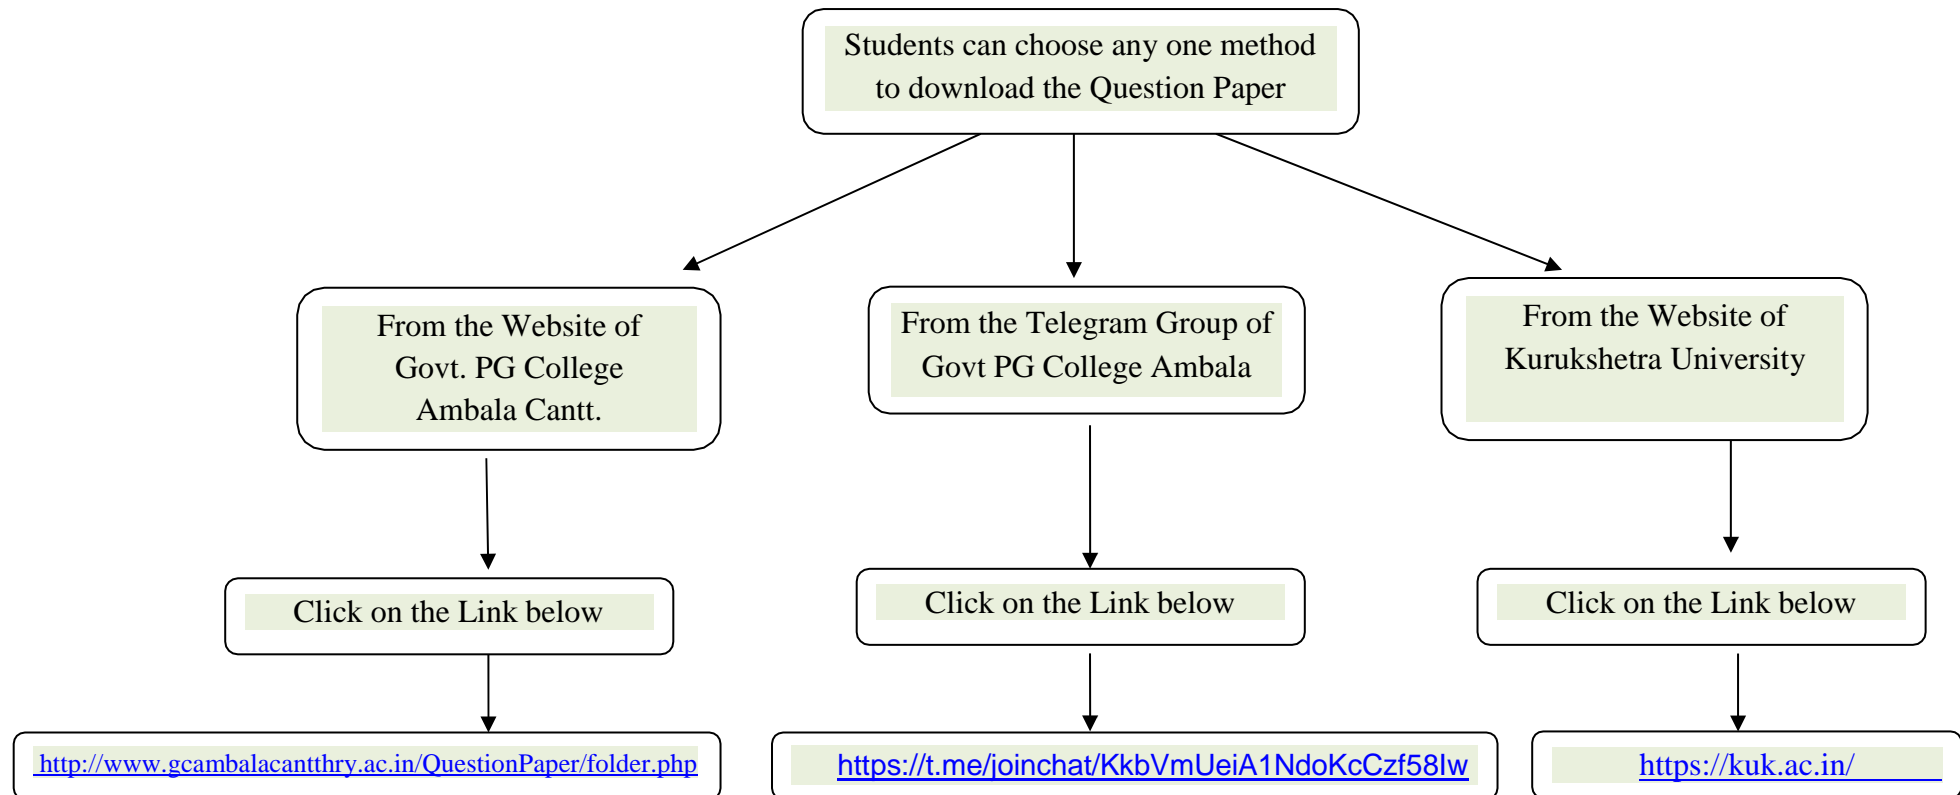 Students can choose any one method
to download the Question Paper
From the Website of
Govt. PG College
Ambala Cantt.
From the Telegram Group of
Govt PG College Ambala
From the Website of
Kurukshetra University
Click on the Link below
Click on the Link below
Click on the Link below
http://www.gcambalacantthry.ac.in/QuestionPaper/folder.php
https://t.me/joinchat/KkbVmUeiA1NdoKcCzf58Iw
https://kuk.ac.in/